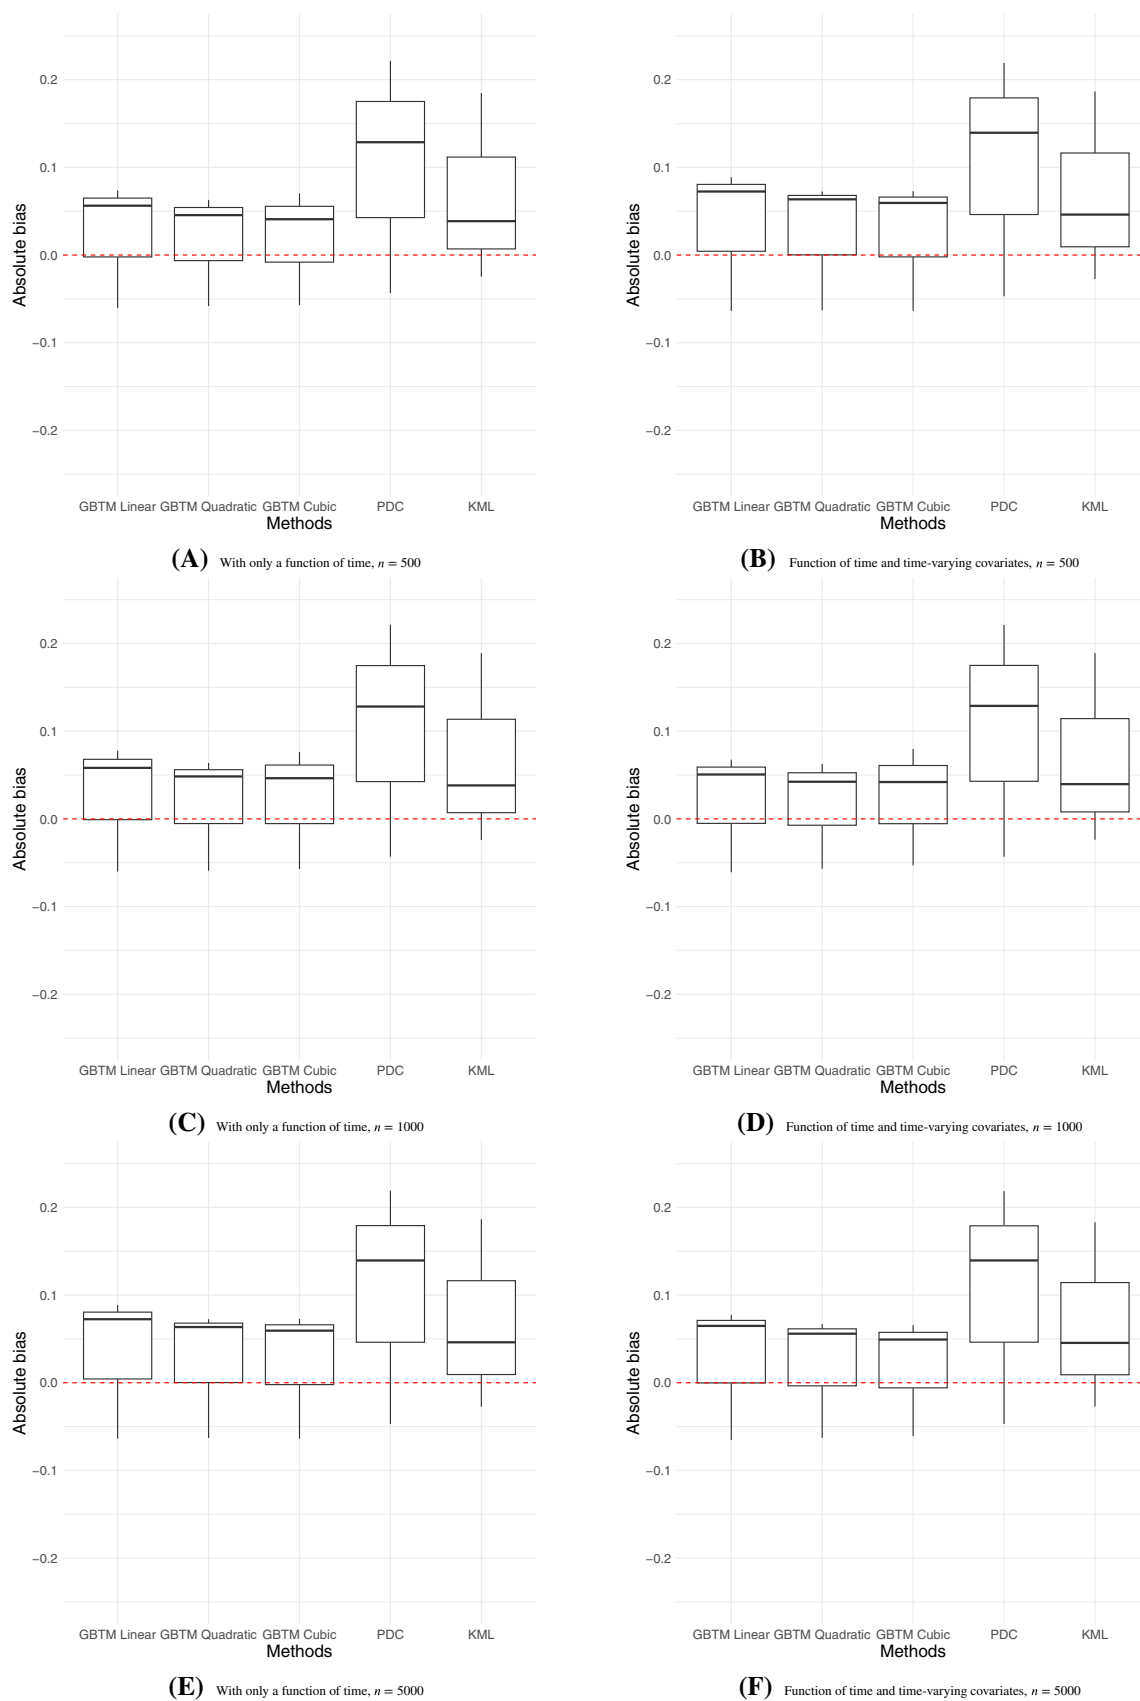 0.2
0.1
0.0
−0.1
−0.2
Absolute bias
GBTM Linear GBTM Quadratic GBTM Cubic PDC KML
Methods
(A) With only a function of time, n = 500
0.2
0.1
0.0
−0.1
−0.2
Absolute bias
GBTM Linear GBTM Quadratic GBTM Cubic PDC KML
Methods
(B) Function of time and time-varying covariates, n = 500
0.2
0.1
0.0
−0.1
−0.2
Absolute bias
GBTM Linear GBTM Quadratic GBTM Cubic PDC KML
Methods
(C) With only a function of time, n = 1000
0.2
0.1
0.0
−0.1
−0.2
Absolute bias
GBTM Linear GBTM Quadratic GBTM Cubic PDC KML
Methods
(D) Function of time and time-varying covariates, n = 1000
0.2
0.1
0.0
−0.1
−0.2
Absolute bias
GBTM Linear GBTM Quadratic GBTM Cubic PDC KML
Methods
(E) With only a function of time, n = 5000
0.2
0.1
0.0
−0.1
−0.2
Absolute bias
GBTM Linear GBTM Quadratic GBTM Cubic PDC KML
Methods
(F) Function of time and time-varying covariates, n = 5000